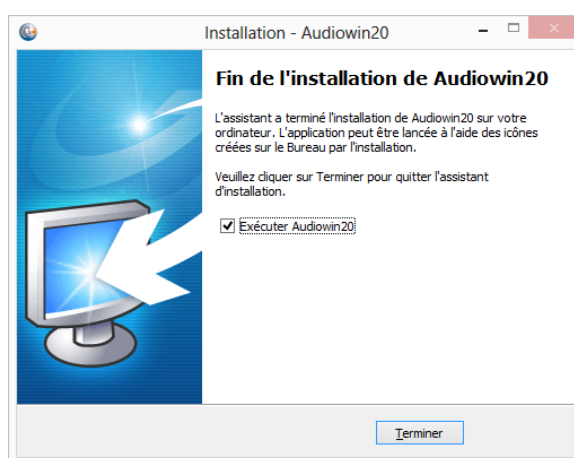 Installation - Audiowin20
Fin de l'installation de Audiowin20
L'assistant a terminé l'installation de Audiowin20 sur votre
ordinateur. L'application peut être lancée à l'aide des icônes
créées sur le Bureau par l'installation.
Veuillez cliquer sur Terminer pour quitter l'assistant
d'installation.
Exécuter Audiowin20
Terminer